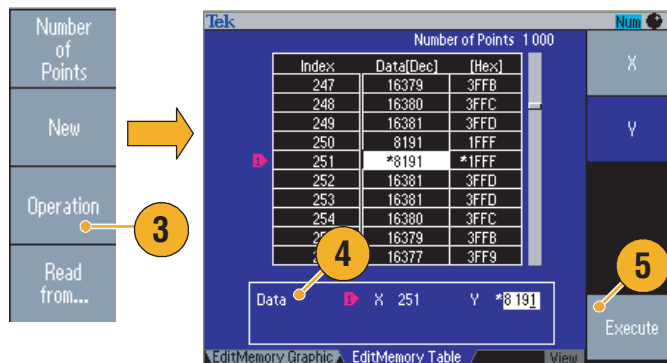 Number
of
Points
New
Operation
3
Read
from...
Tek
Num
Number of Points 1 000
Index Data[Dec] [Hex]
247 16379 3FFB
248 16380 3FFC
249 16381 3FFD
250 8191 1FFF
1 251 *8191 *1FFF
252 16381 3FFD
253 16381 3FFD
254 16380 3FFC
16379 3FFB
16377 3FF9
4
Data 1 X 251 Y *8 191
X
Y
5
Execute
EditMemory Graphic EditMemory Table View